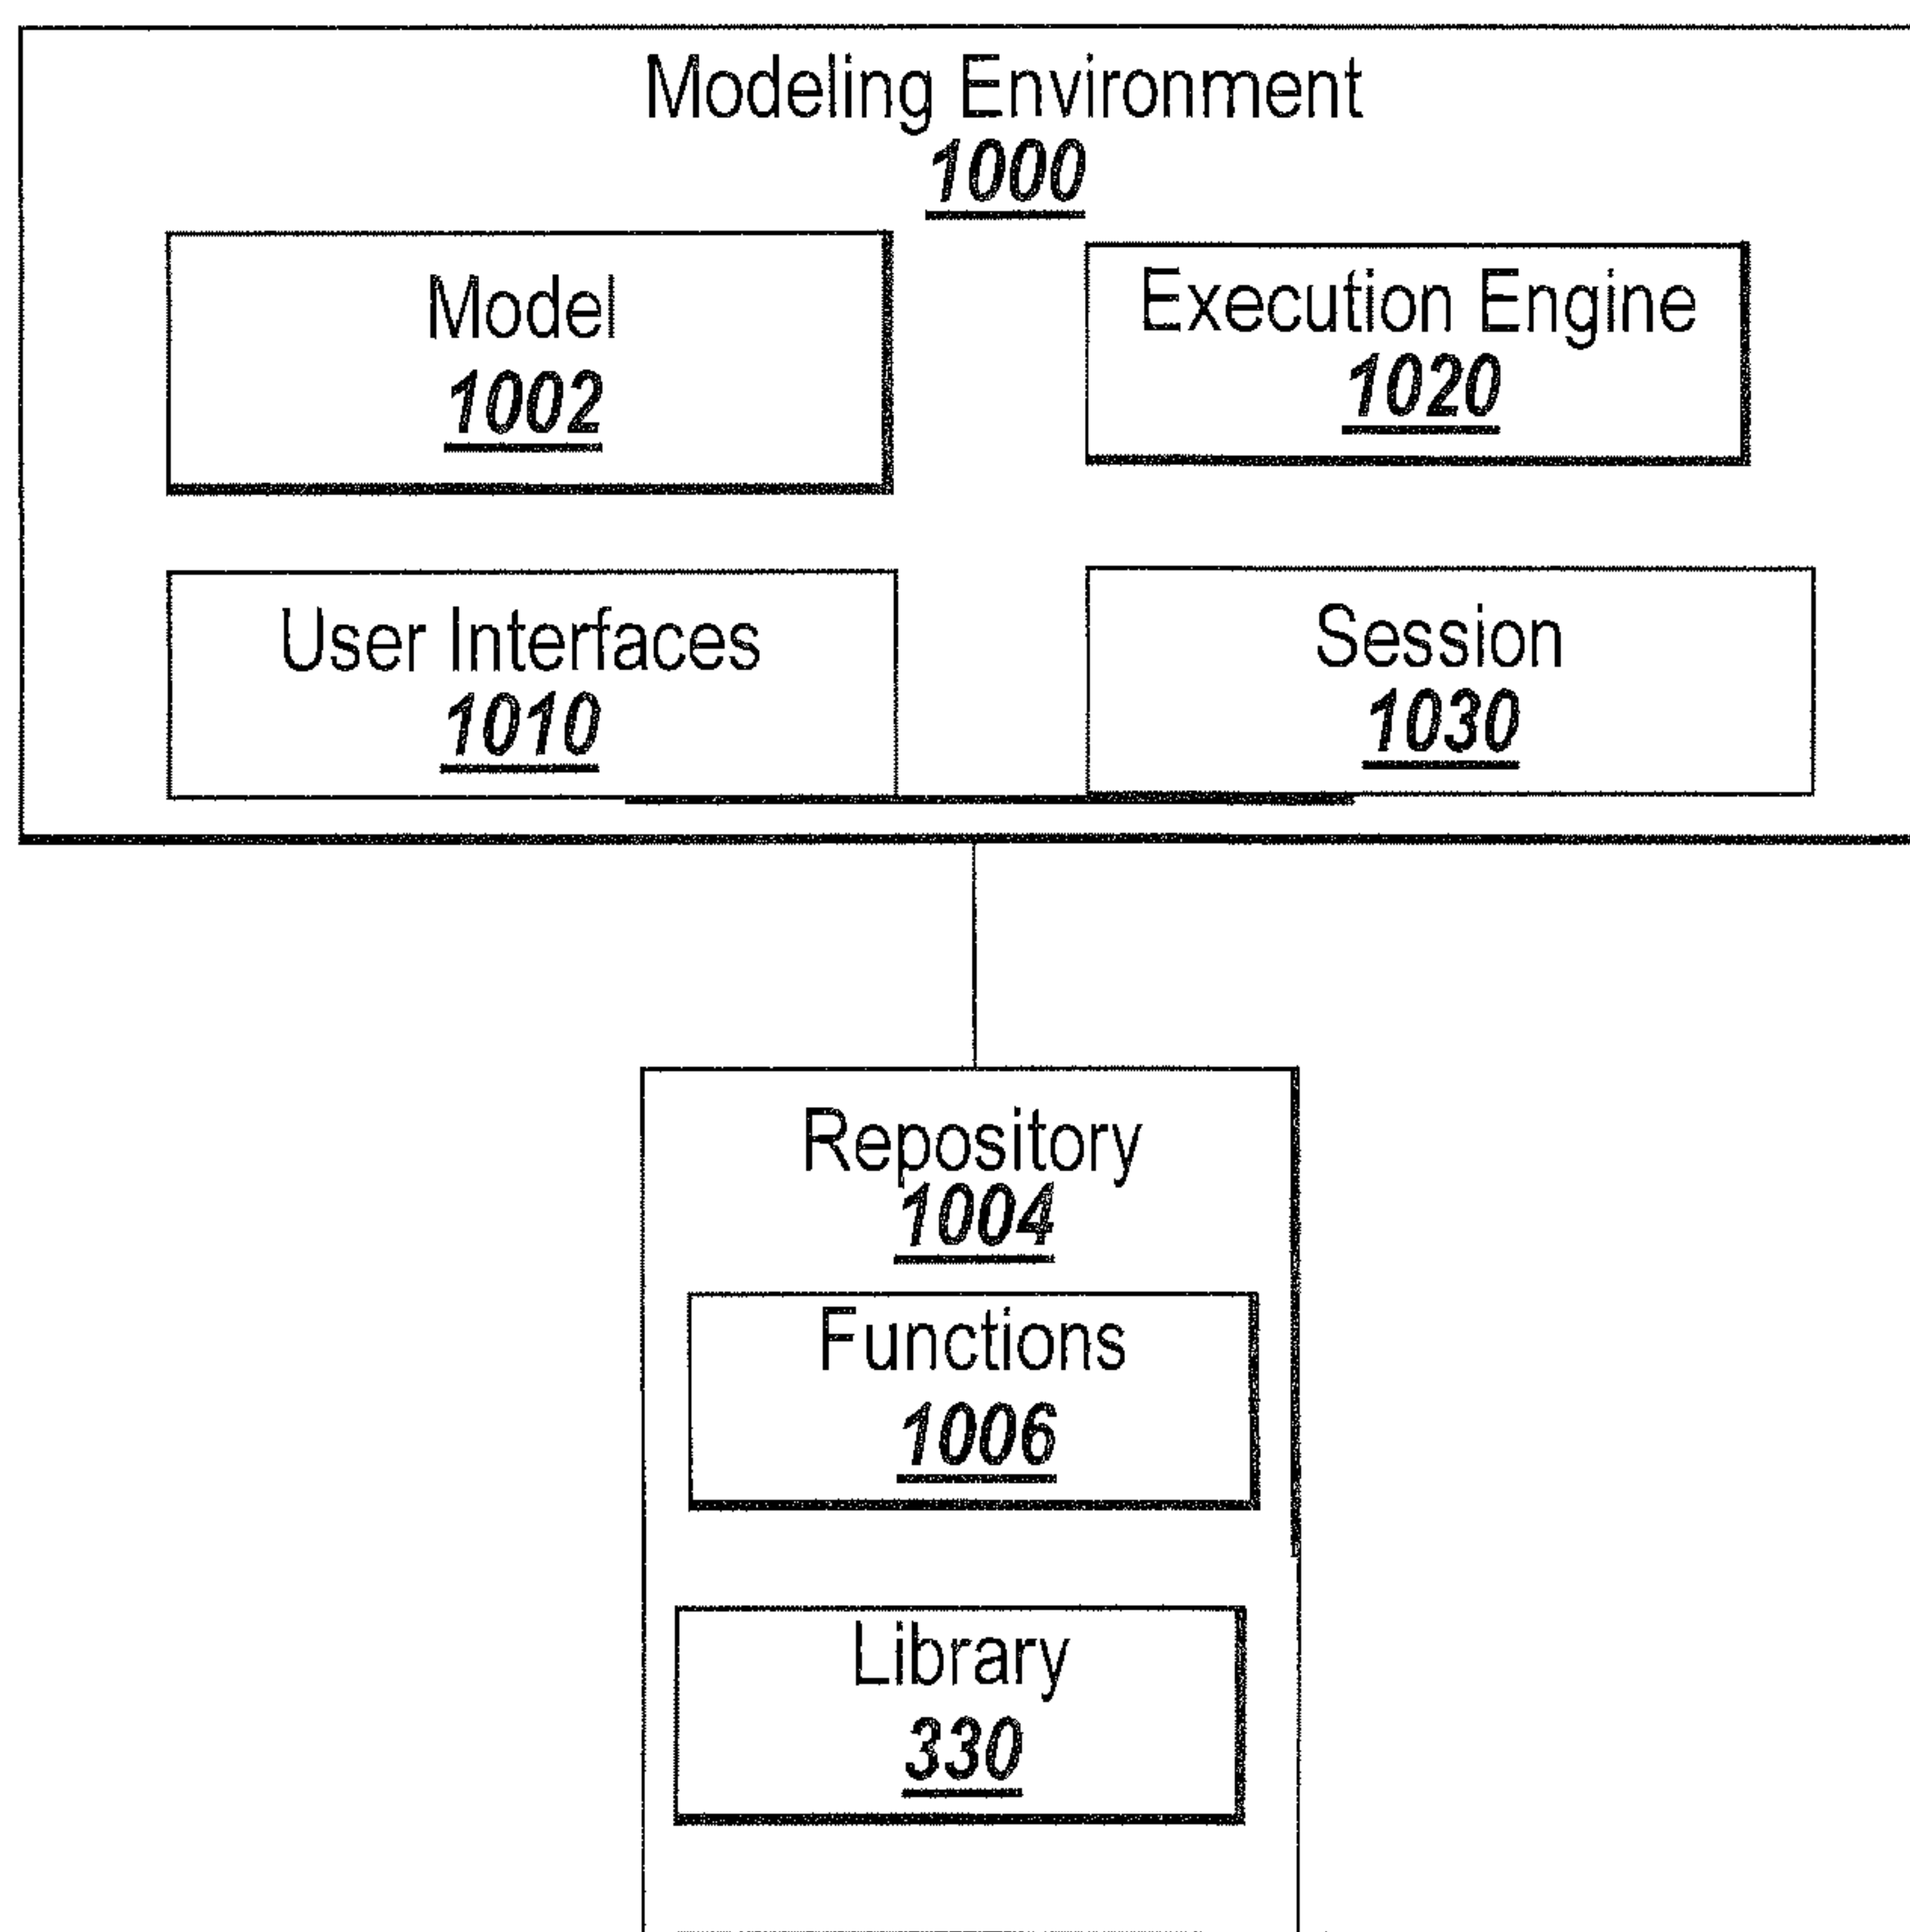 Modeling Environment
1000
Model
1002
Execution Engine
1020
User Interfaces
1010
Session
1030
Repository
1004
Functions
1006
Library
330